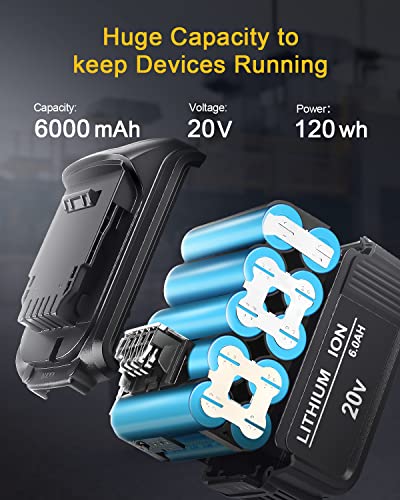 Huge Capacity to
keep Devices Running
Capacity:
Voltage:
Power:
6000 mAh
20V
120 wh
LITHIUM ION
6.0AH
20V